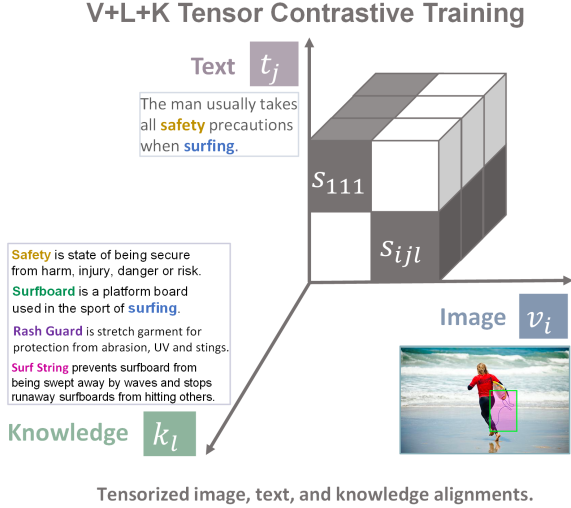 V+L+K Tensor Contrastive Training
Text t_j
The man usually takes
all safety precautions
when surfing.
s_111
s_ijl
Safety is state of being secure
from harm, injury, danger or risk.
Surfboard is a platform board
used in the sport of surfing.
Rash Guard is stretch garment for
protection from abrasion, UV and stings.
Surf String prevents surfboard from
being swept away by waves and stops
runaway surfboards from hitting others.
Image v_i
Knowledge k_l
Tensorized image, text, and knowledge alignments.